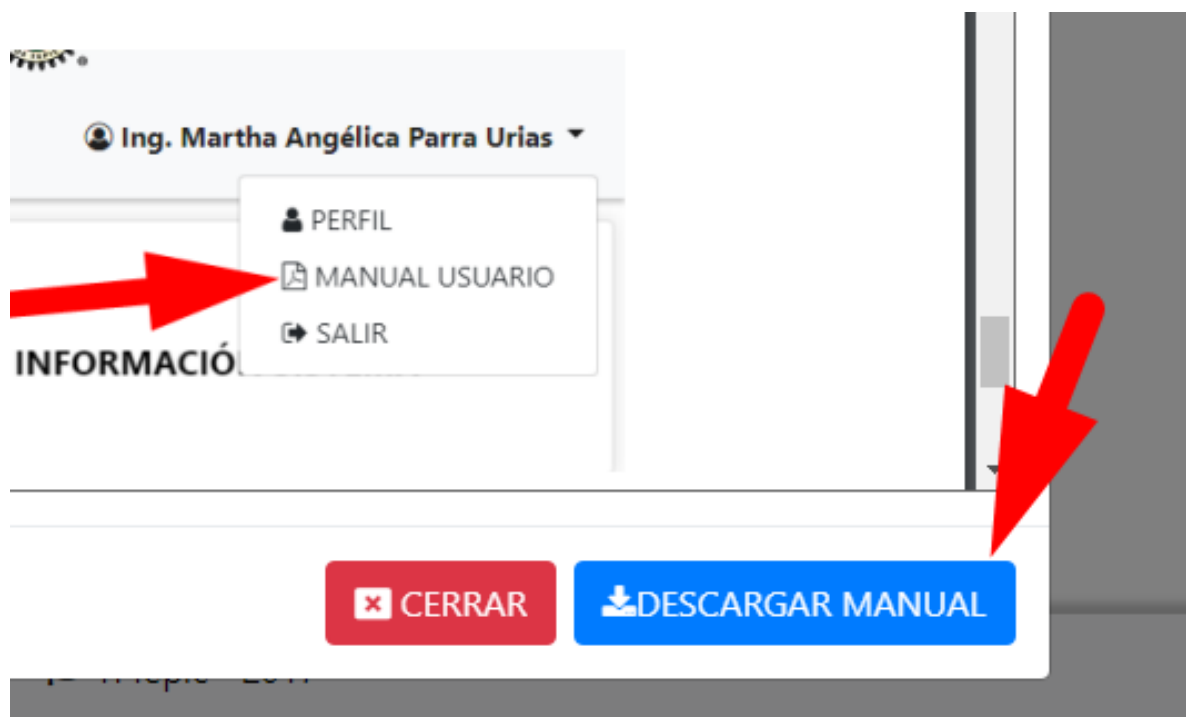 Ing. Martha Angélica Parra Urias
PERFIL
MANUAL USUARIO
SALIR
INFORMACIÓ
CERRAR
DESCARGAR MANUAL